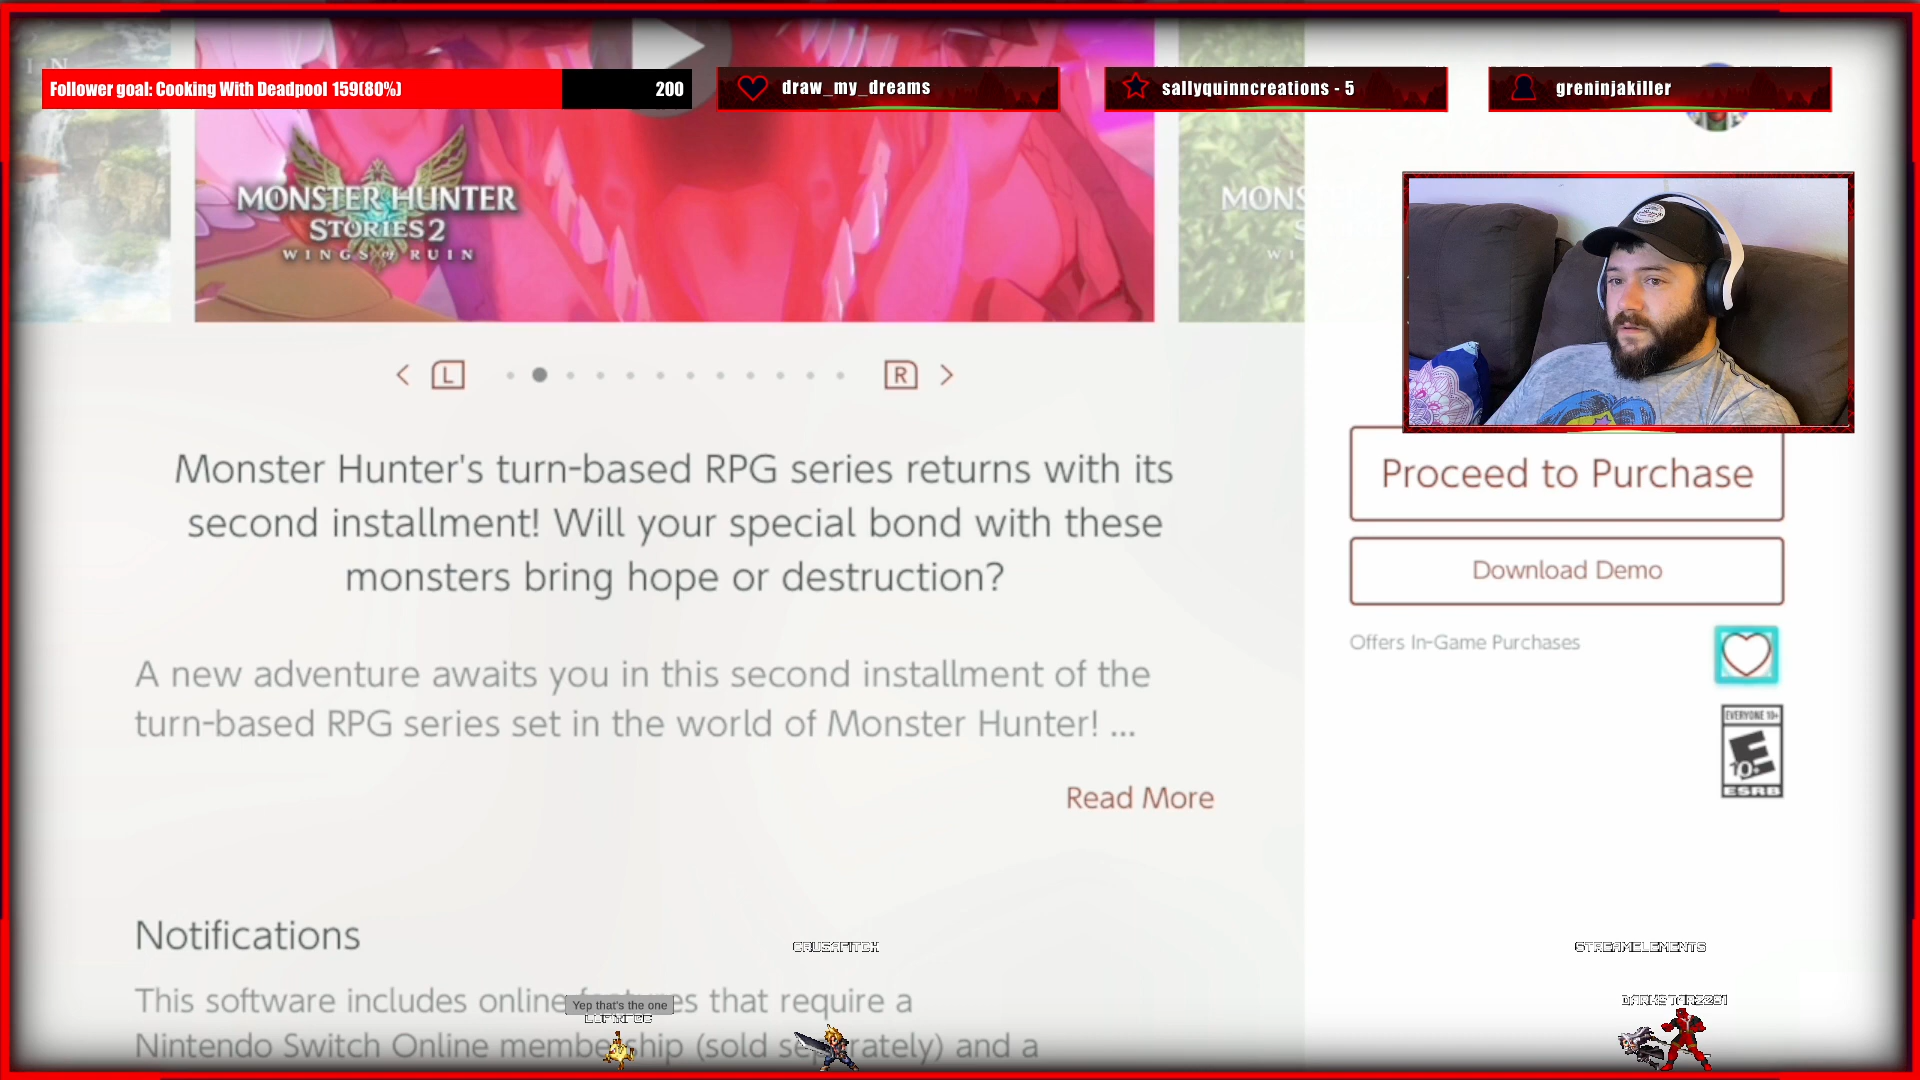 Follower goal: Cooking With Deadpool 159(80%)
200
draw_my_dreams
sallyquinncreations - 5
greninjakiller
MONSTER HUNTER
STORIES 2
WINGS of RUIN
MONS
WI
L
R
Monster Hunter's turn-based RPG series returns with its
second installment! Will your special bond with these
monsters bring hope or destruction?
A new adventure awaits you in this second installment of the
turn-based RPG series set in the world of Monster Hunter! ...
Read More
Proceed to Purchase
Download Demo
Offers In-Game Purchases
EVERYONE 10+
E
10+
ESRB
Notifications
This software includes online features that require a
Nintendo Switch Online membership (sold separately) and a
CRUSAFITCH
STREAMELEMENTS
Yep that's the one